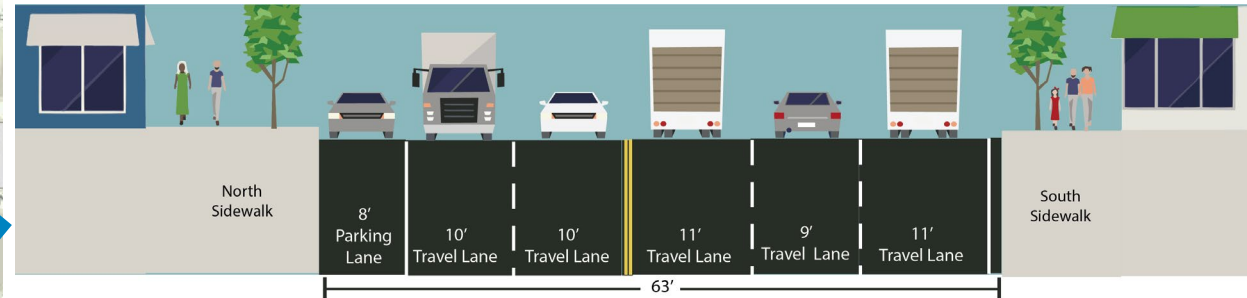 North
Sidewalk
8'
Parking
Lane
10'
Travel Lane
10'
Travel Lane
11'
Travel Lane
9'
Travel Lane
11'
Travel Lane
South
Sidewalk
63'